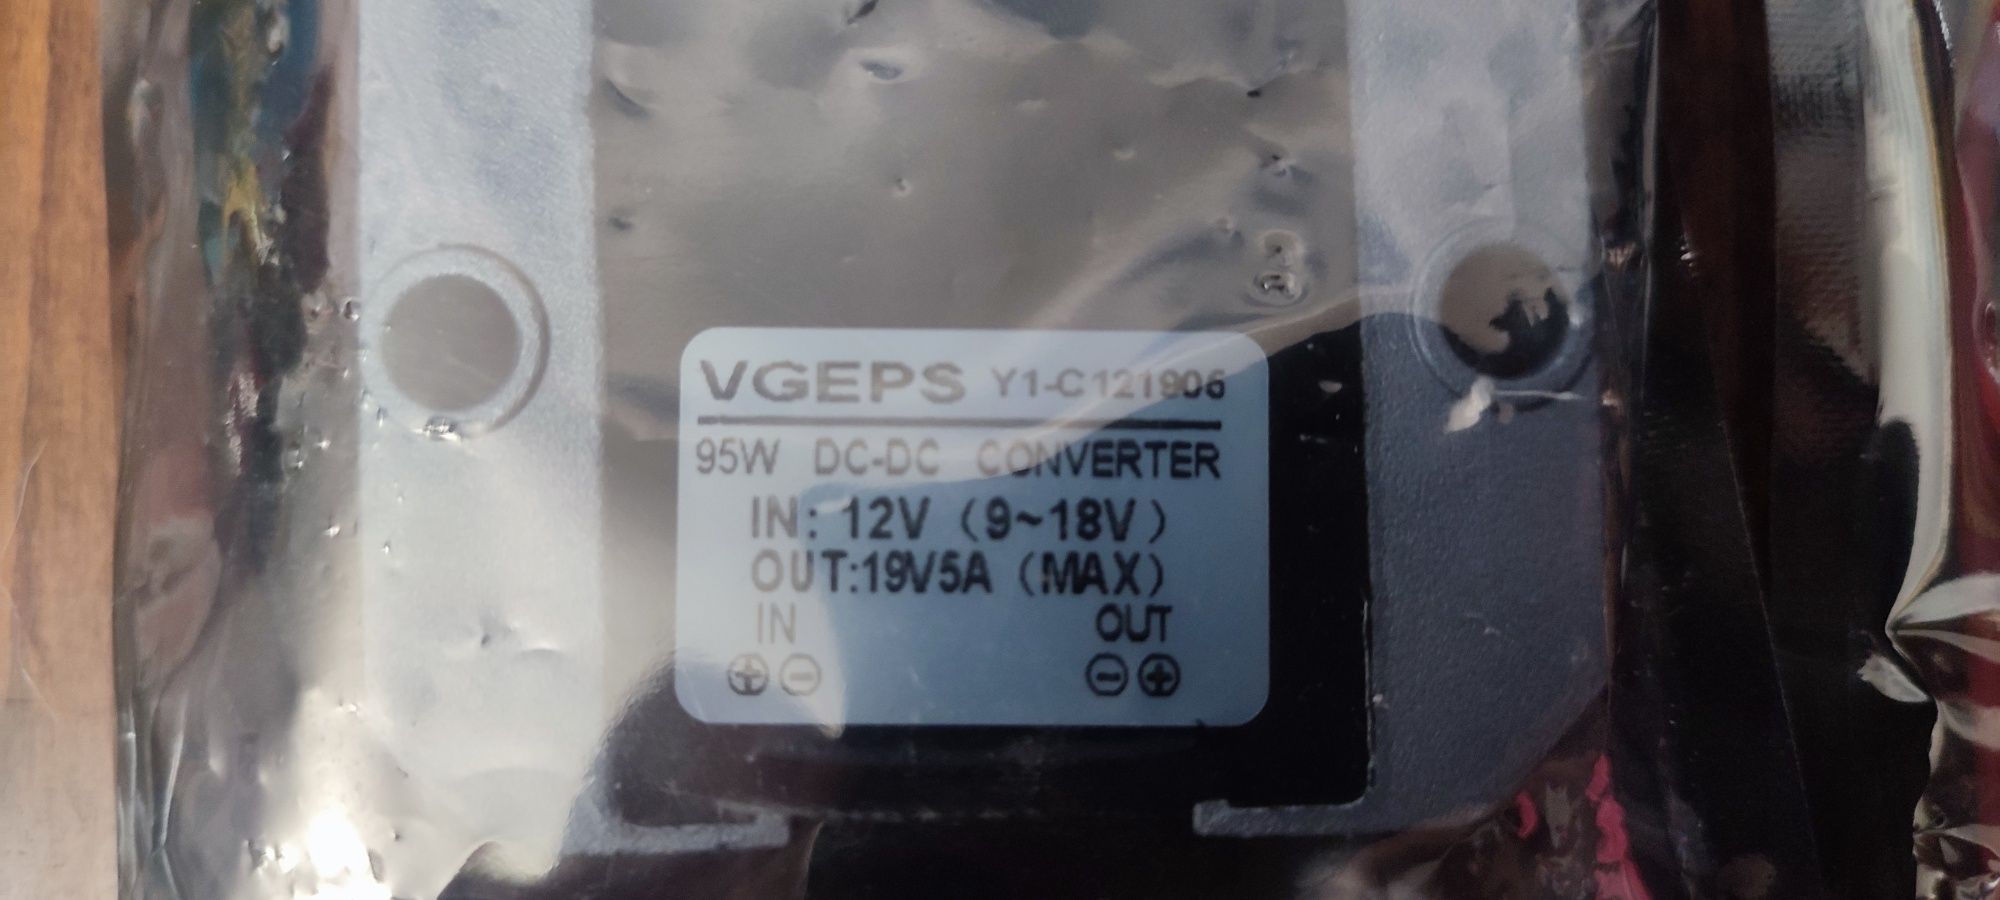 VGEPS Y1-C121906
95W DC-DC CONVERTER
IN: 12V (9~18V)
OUT:19V5A (MAX)
IN OUT
⊕⊖ ⊖⊕